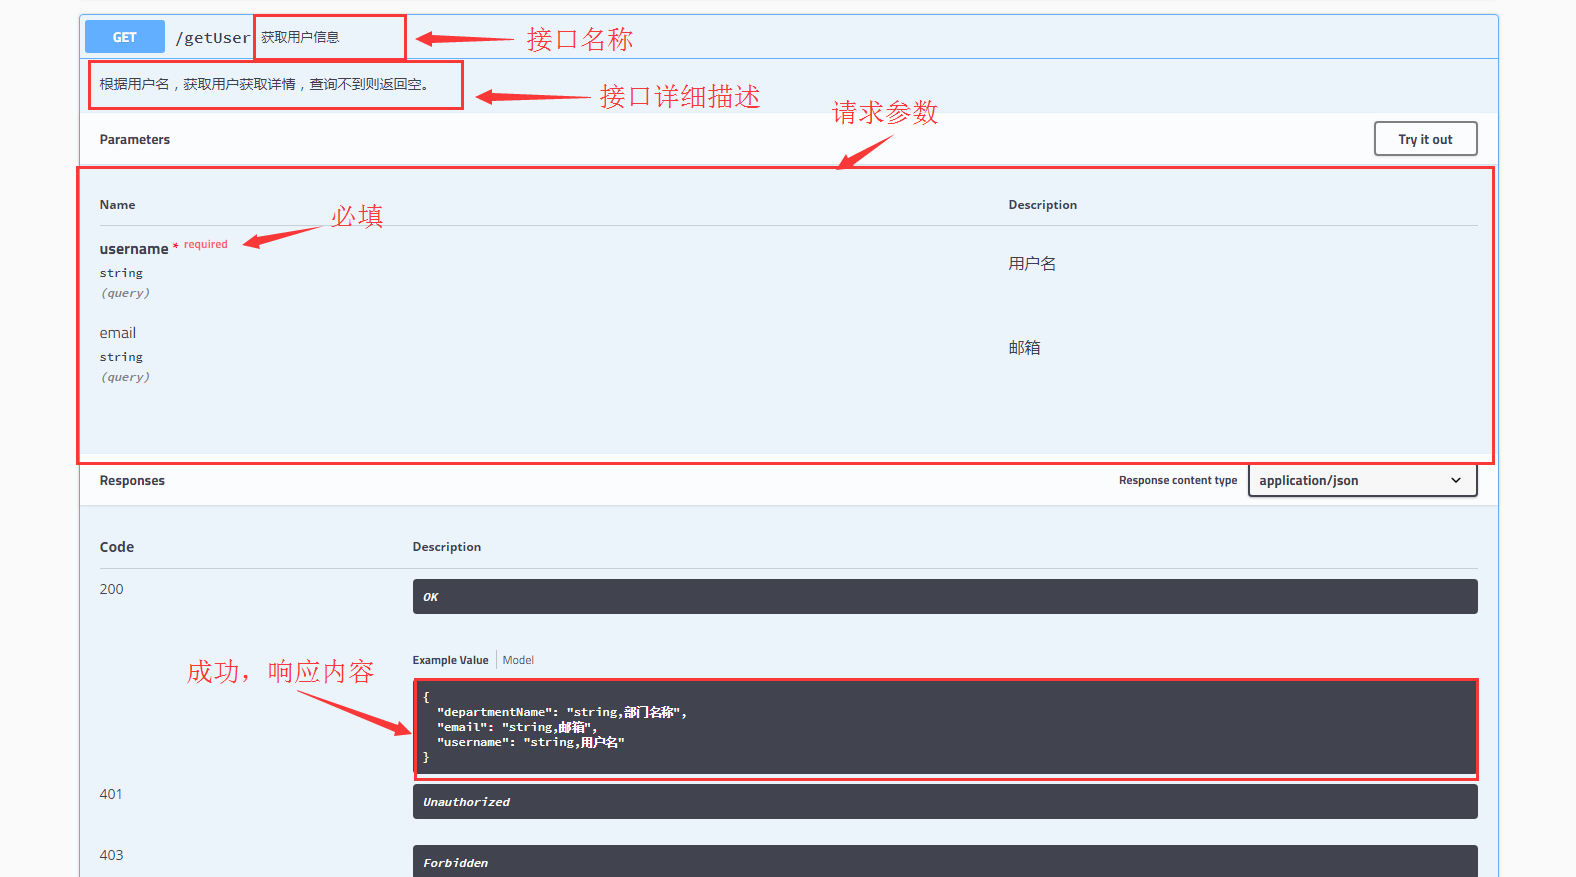 GET /getUser 获取用户信息 接口名称
根据用户名，获取用户获取详情，查询不到则返回空。
接口详细描述
请求参数
Parameters
Try it out
Name
Description
必填
username * required
string
(query)
用户名
email
string
(query)
邮箱
Responses
Response content type
application/json
Code
Description
200
OK
Example Value
Model
成功，响应内容
{
"departmentName": "string,部门名称",
"email": "string,邮箱",
"username": "string,用户名"
}
401
Unauthorized
403
Forbidden